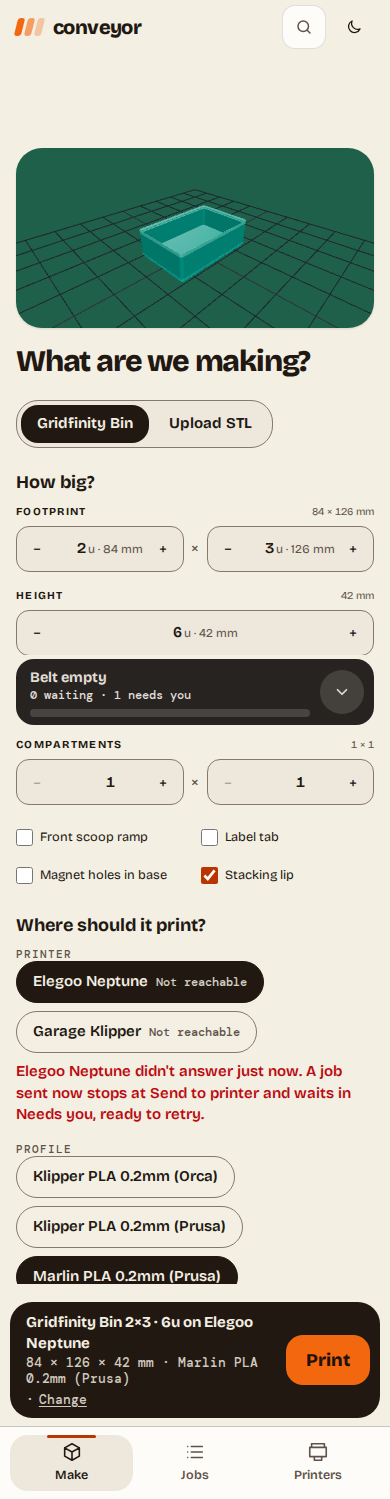 conveyor
What are we making?
Gridfinity Bin
Upload STL
How big?
FOOTPRINT
84 × 126 mm
− 2 u · 84 mm + × − 3 u · 126 mm +
HEIGHT
42 mm
− 6 u · 42 mm +
Belt empty
0 waiting · 1 needs you
COMPARTMENTS
1 × 1
− 1 + × − 1 +
Front scoop ramp
Label tab
Magnet holes in base
Stacking lip
Where should it print?
PRINTER
Elegoo Neptune Not reachable
Garage Klipper Not reachable
Elegoo Neptune didn't answer just now. A job
sent now stops at Send to printer and waits in
Needs you, ready to retry.
PROFILE
Klipper PLA 0.2mm (Orca)
Klipper PLA 0.2mm (Prusa)
Marlin PLA 0.2mm (Prusa)
Gridfinity Bin 2×3 · 6u on Elegoo
Neptune
84 × 126 × 42 mm · Marlin PLA
0.2mm (Prusa)
· Change
Print
Make
Jobs
Printers